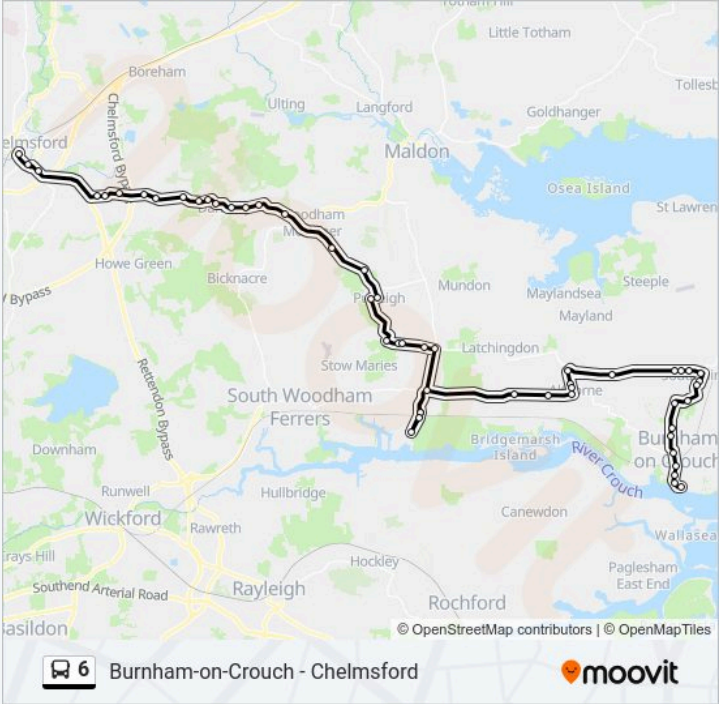 Little Totham
Boreham
Ulting
Langford
Goldhanger
Chelmsford Byp
elmsford
Maldon
Osea Island
St Lawren
Howe Green
Bicknacre
Mundon
Steeple
Maylandsea
Mayland
V Bypass
Stow Maries
Latchingdon
Rettendon Bypass
South Woodham
Ferrers
Bridgemarsh
Island
River Crouch
Burnham
on Crouch
Downham
Runwell
Hullbridge
Canewdon
Wickford
Rawreth
Wallasea
rays Hill
Hockley
Paglesham
East End
Southend Arterial Road
Rayleigh
Rochford
Basildon
© OpenStreetMap contributors | © OpenMapTiles
6 Burnham-on-Crouch - Chelmsford
moovit